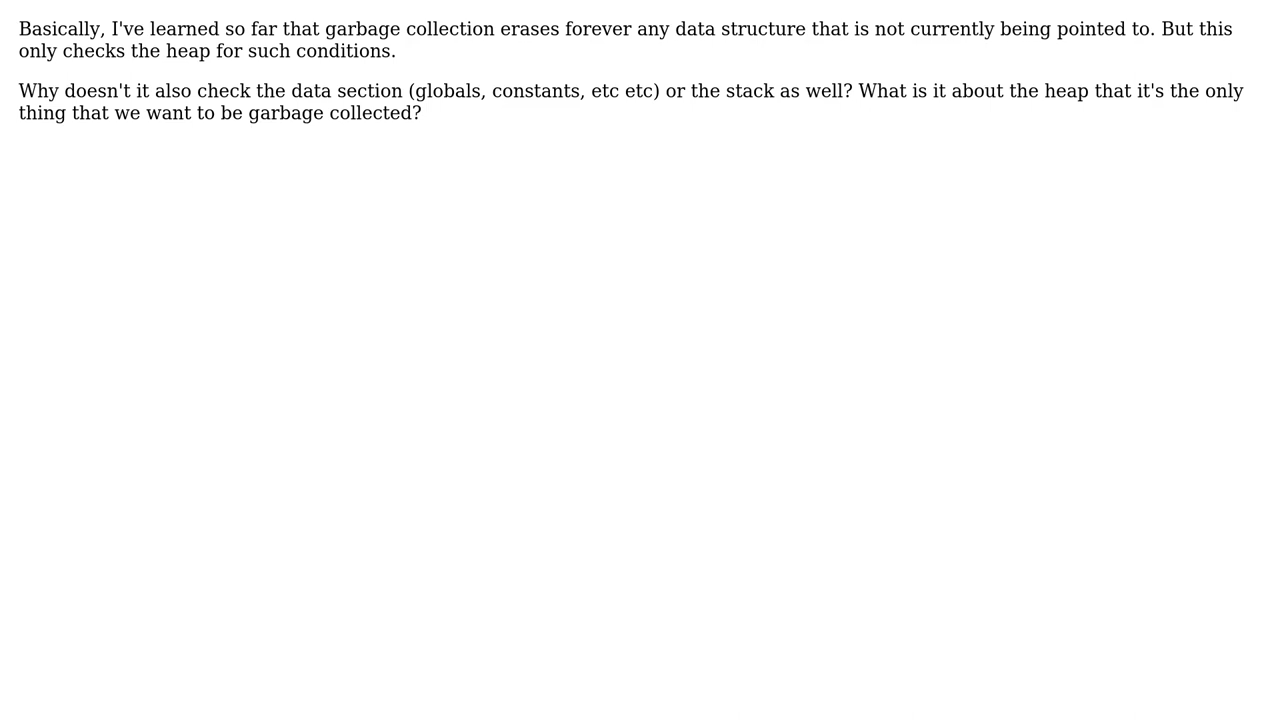 Basically, I've learned so far that garbage collection erases forever any data structure that is not currently being pointed to. But this
only checks the heap for such conditions.
Why doesn't it also check the data section (globals, constants, etc etc) or the stack as well? What is it about the heap that it's the only
thing that we want to be garbage collected?